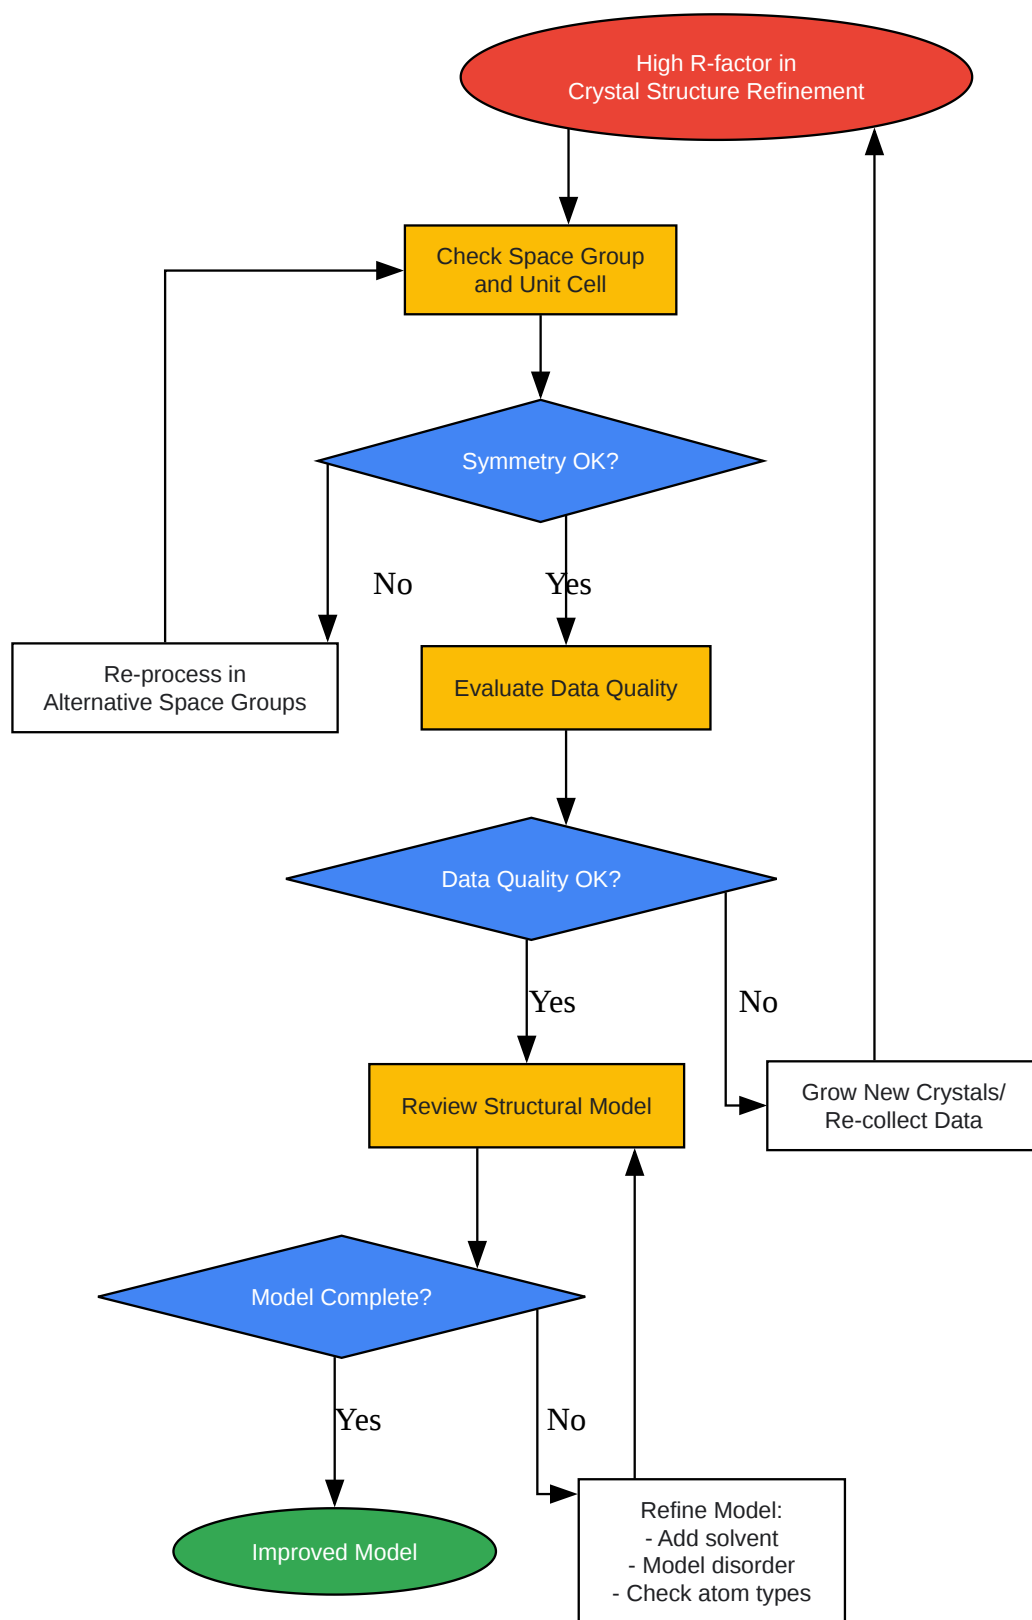 High R-factor in
Crystal Structure Refinement
Check Space Group
and Unit Cell
Symmetry OK?
No
Yes
Re-process in
Alternative Space Groups
Evaluate Data Quality
Data Quality OK?
Yes
No
Review Structural Model
Grow New Crystals/
Re-collect Data
Model Complete?
Yes
No
Improved Model
Refine Model:
- Add solvent
- Model disorder
- Check atom types